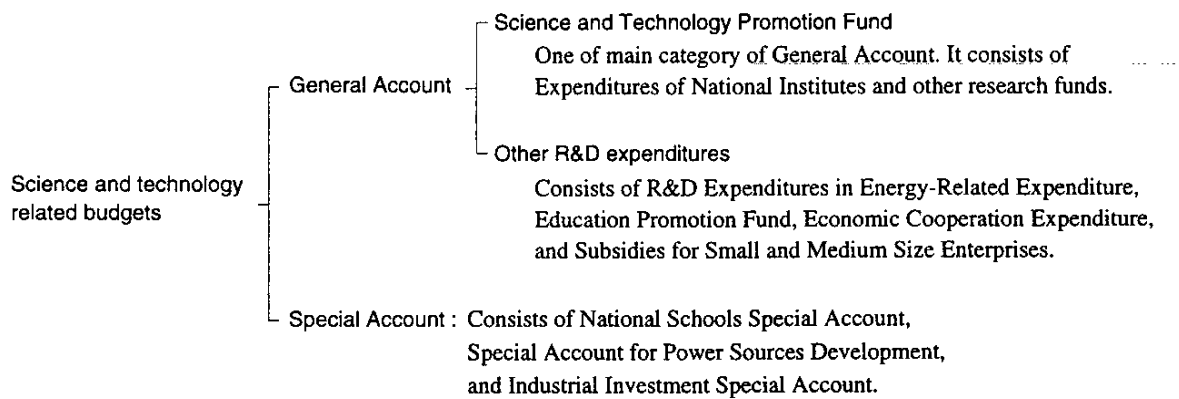 Science and Technology Promotion Fund
One of main category of General Account. It consists of
General Account
Expenditures of National Institutes and other research funds.
Other R&D expenditures
Science and technology
related budgets
Consists of R&D Expenditures in Energy-Related Expenditure,
Education Promotion Fund, Economic Cooperation Expenditure,
and Subsidies for Small and Medium Size Enterprises.
Special Account : Consists of National Schools Special Account,
Special Account for Power Sources Development,
and Industrial Investment Special Account.